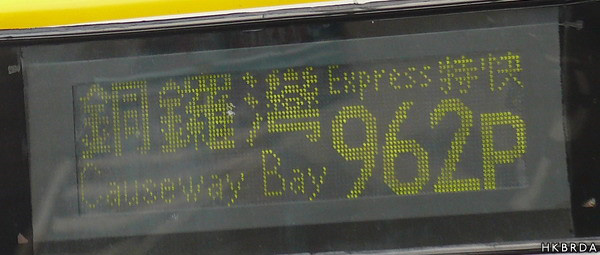 銅鑼灣 Express 特快
Causeway Bay 962P
HKBRDA